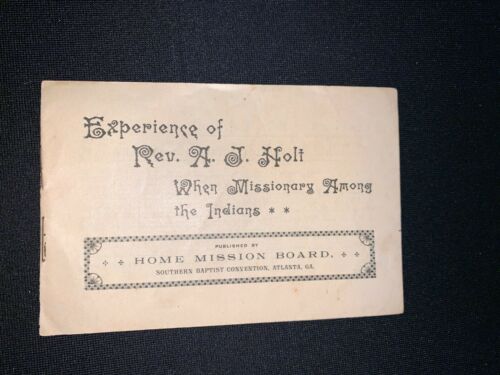 Experience of
Rev. A. J. Holt
When Missionary Among
the Indians * *
PUBLISHED BY
HOME MISSION BOARD,
SOUTHERN BAPTIST CONVENTION, ATLANTA, GA.